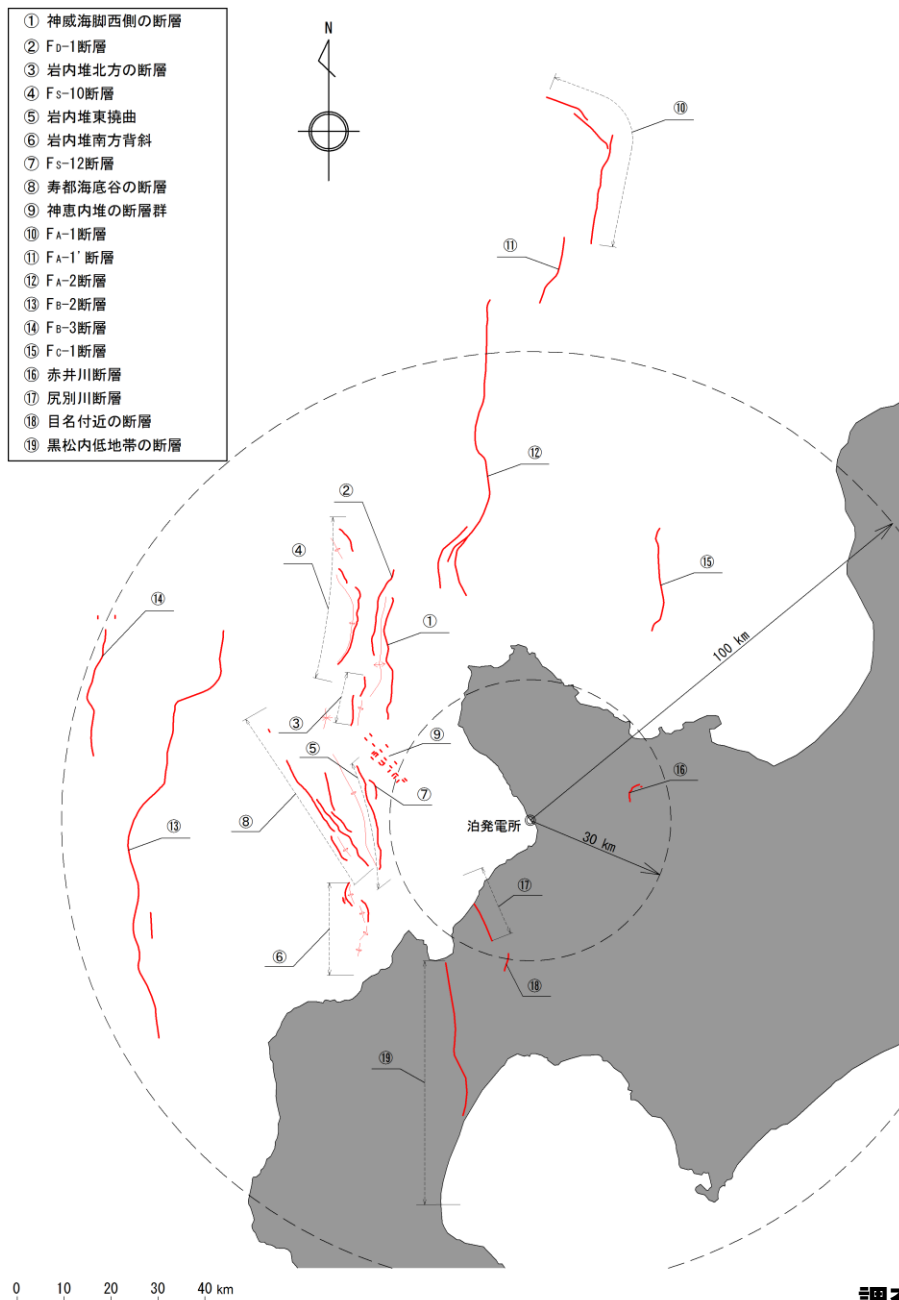 ① 神威海脚西側の断層
② FD-1断層
③ 岩内堆北方の断層
④ FS-10断層
⑤ 岩内堆東撓曲
⑥ 岩内堆南方背斜
⑦ FS-12断層
⑧ 寿都海底谷の断層
⑨ 神恵内堆の断層群
⑩ FA-1断層
⑪ FA-1'断層
⑫ FA-2断層
⑬ FB-2断層
⑭ FB-3断層
⑮ FC-1断層
⑯ 赤井川断層
⑰ 尻別川断層
⑱ 目名付近の断層
⑲ 黒松内低地帯の断層
N
⑩
⑪
⑫
②
④
⑮
⑭
①
100 km
③
⑨
⑤
⑦
⑯
⑧
⑬
泊発電所
30 km
⑰
⑥
⑱
⑲
0 10 20 30 40 km